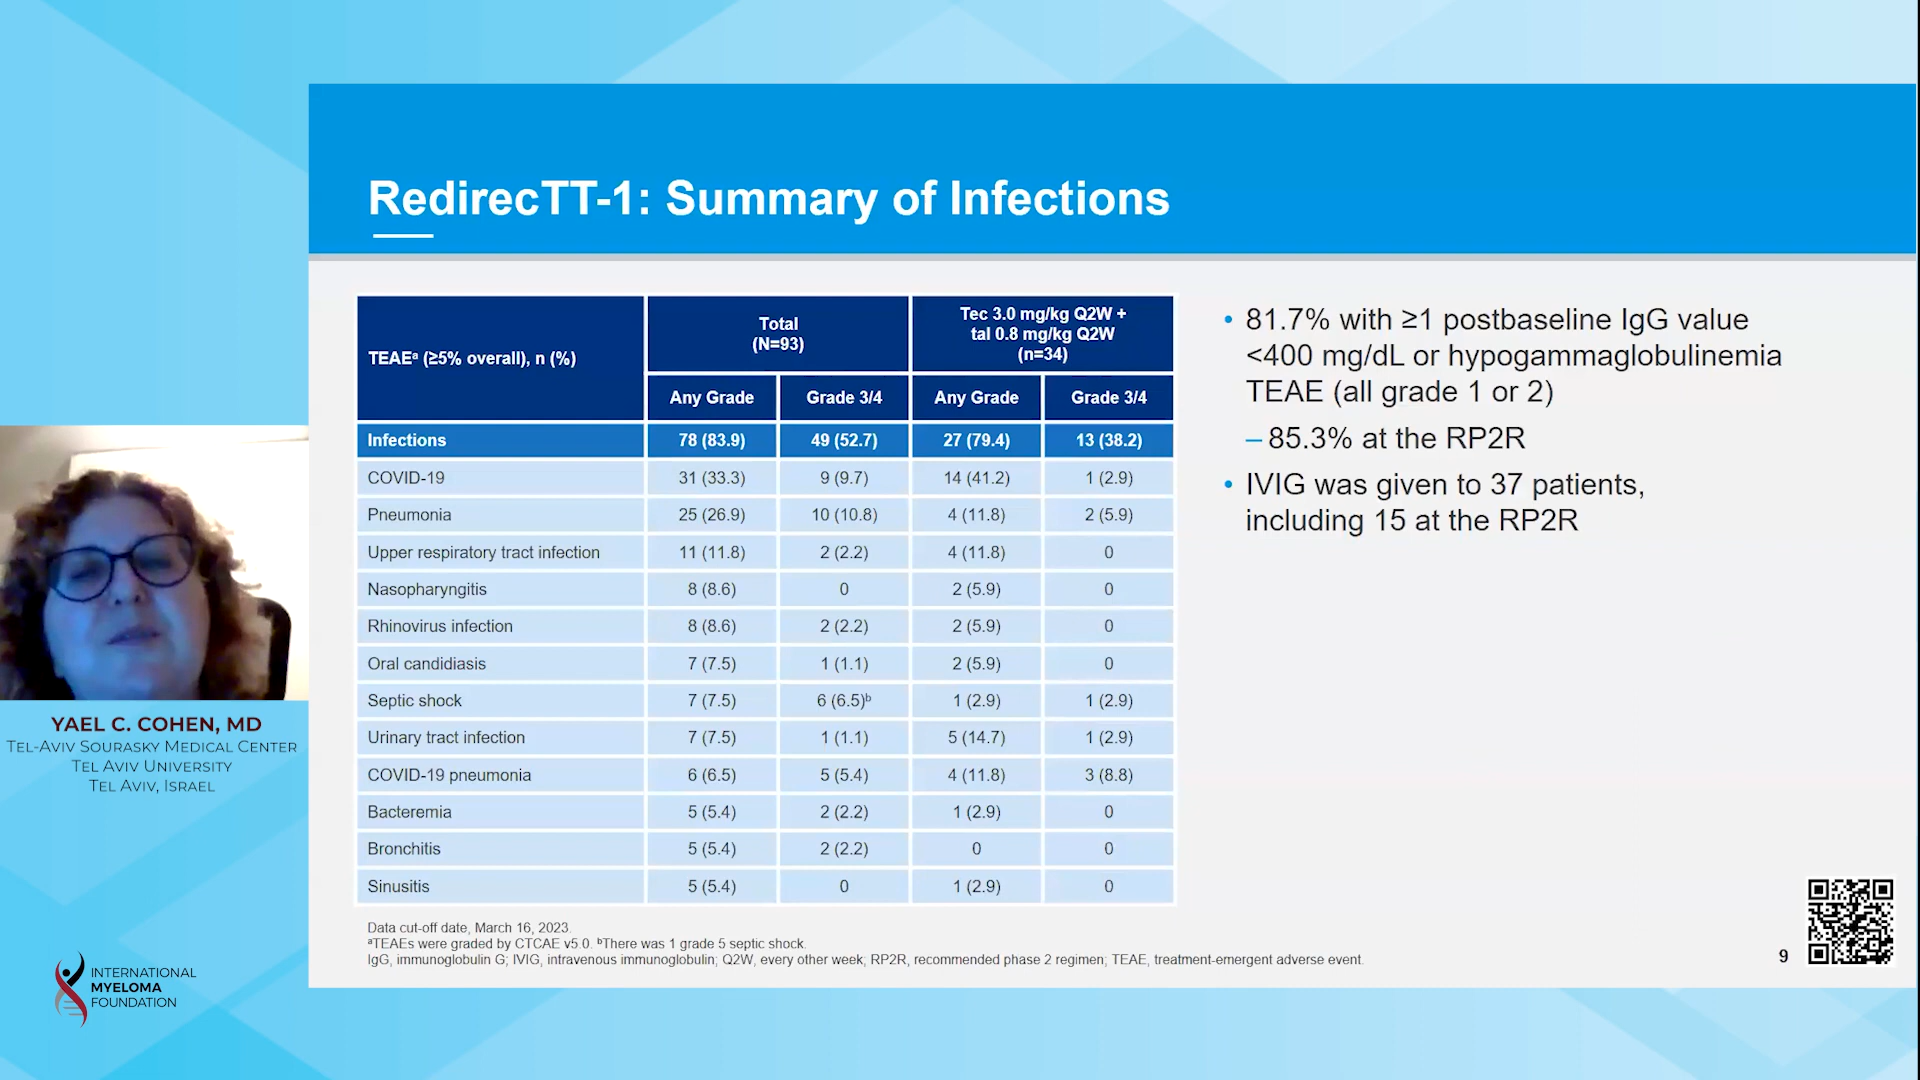 RedirecTT-1: Summary of Infections
TEAEᵃ (≥5% overall), n (%)
Total
(N=93)
Tec 3.0 mg/kg Q2W +
tal 0.8 mg/kg Q2W
(n=34)
Any Grade Grade 3/4 Any Grade Grade 3/4
Infections 78 (83.9) 49 (52.7) 27 (79.4) 13 (38.2)
COVID-19 31 (33.3) 9 (9.7) 14 (41.2) 1 (2.9)
Pneumonia 25 (26.9) 10 (10.8) 4 (11.8) 2 (5.9)
Upper respiratory tract infection 11 (11.8) 2 (2.2) 4 (11.8) 0
Nasopharyngitis 8 (8.6) 0 2 (5.9) 0
Rhinovirus infection 8 (8.6) 2 (2.2) 2 (5.9) 0
Oral candidiasis 7 (7.5) 1 (1.1) 2 (5.9) 0
Septic shock 7 (7.5) 6 (6.5)ᵇ 1 (2.9) 1 (2.9)
Urinary tract infection 7 (7.5) 1 (1.1) 5 (14.7) 1 (2.9)
COVID-19 pneumonia 6 (6.5) 5 (5.4) 4 (11.8) 3 (8.8)
Bacteremia 5 (5.4) 2 (2.2) 1 (2.9) 0
Bronchitis 5 (5.4) 2 (2.2) 0 0
Sinusitis 5 (5.4) 0 1 (2.9) 0
• 81.7% with ≥1 postbaseline IgG value
<400 mg/dL or hypogammaglobulinemia
TEAE (all grade 1 or 2)
– 85.3% at the RP2R
• IVIG was given to 37 patients,
including 15 at the RP2R
Data cut-off date, March 16, 2023.
ᵃTEAEs were graded by CTCAE v5.0. ᵇThere was 1 grade 5 septic shock.
IgG, immunoglobulin G; IVIG, intravenous immunoglobulin; Q2W, every other week; RP2R, recommended phase 2 regimen; TEAE, treatment-emergent adverse event.
9
YAEL C. COHEN, MD
TEL-AVIV SOURASKY MEDICAL CENTER
TEL AVIV UNIVERSITY
TEL AVIV, ISRAEL
INTERNATIONAL
MYELOMA
FOUNDATION